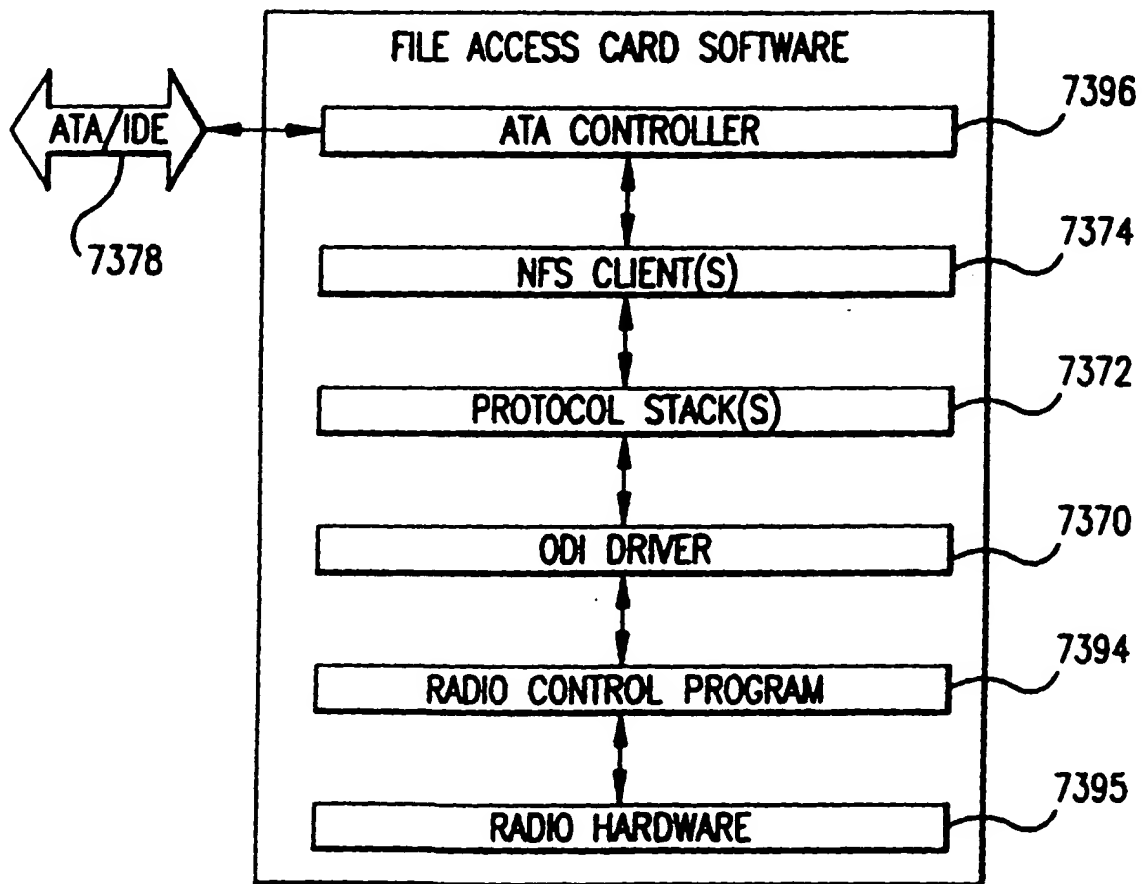 FILE ACCESS CARD SOFTWARE
ATA/IDE
7378
ATA CONTROLLER
7396
NFS CLIENT(S)
7374
PROTOCOL STACK(S)
7372
ODI DRIVER
7370
RADIO CONTROL PROGRAM
7394
RADIO HARDWARE
7395